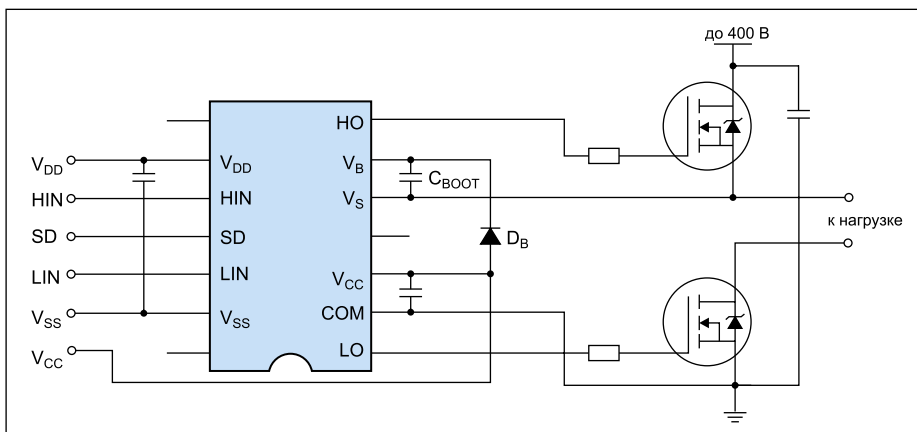 до 400 В
HO
V_DD
V_DD
V_B
C_BOOT
HIN
HIN
V_S
к нагрузке
SD
SD
D_B
LIN
LIN
V_CC
V_SS
V_SS
COM
V_CC
LO